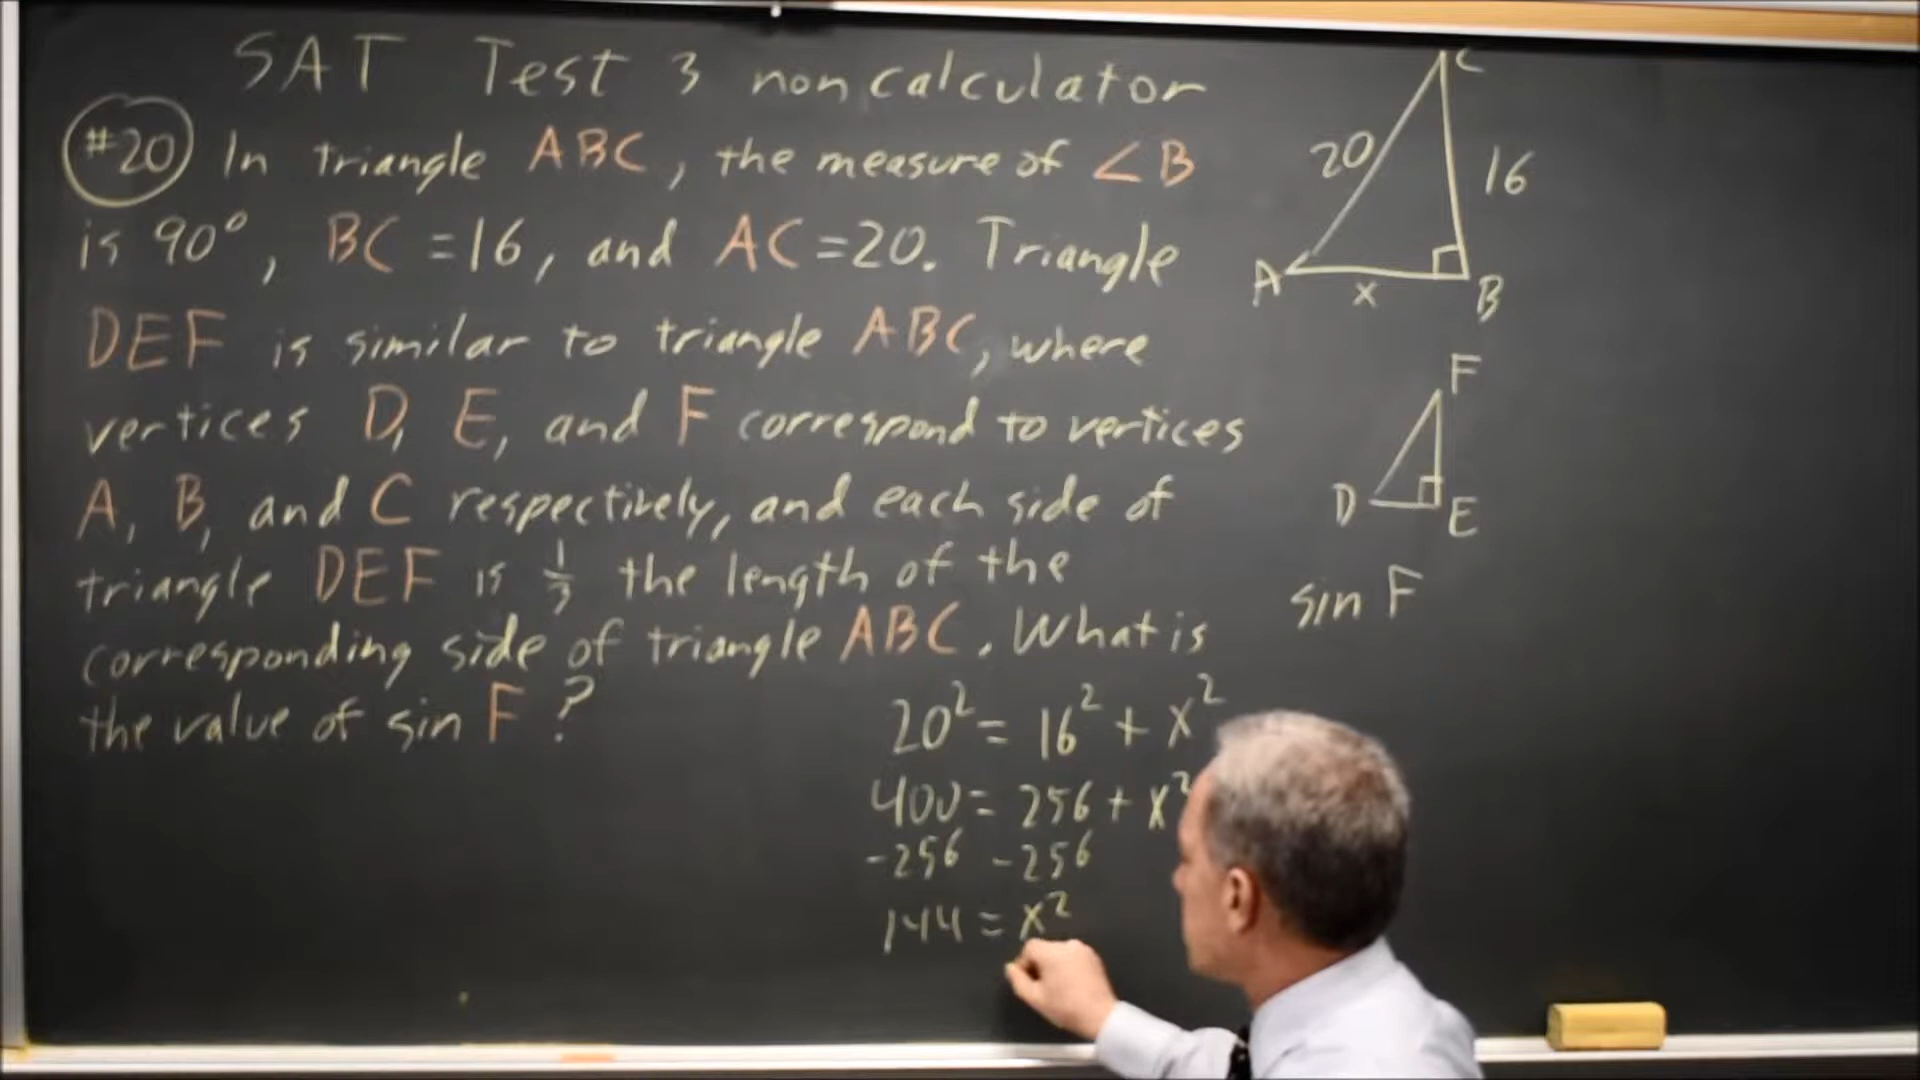 SAT Test 3 non calculator
#20 In triangle ABC, the measure of ∠B
is 90°, BC = 16, and AC = 20. Triangle
DEF is similar to triangle ABC, where
vertices D, E, and F correspond to vertices
A, B, and C respectively, and each side of
triangle DEF is 1/3 the length of the
corresponding side of triangle ABC. What is
the value of sin F?
20² = 16² + x²
400 = 256 + x²
-256 -256
144 = x²
C
20
16
A
x
B
F
D
E
sin F